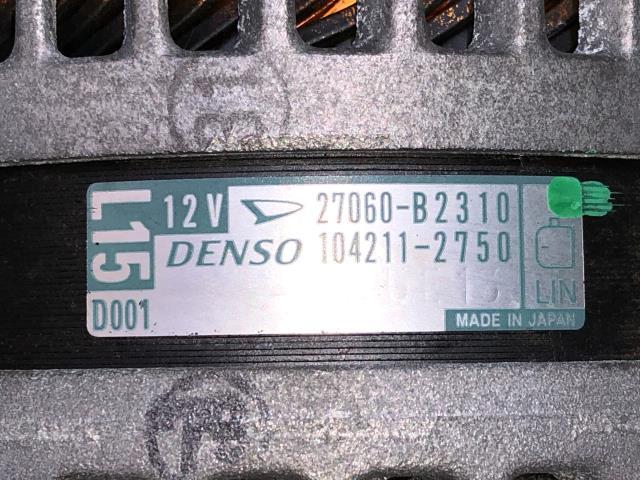 L15
12V 27060-B2310
DENSO 104211-2750
D001
LIN
MADE IN JAPAN